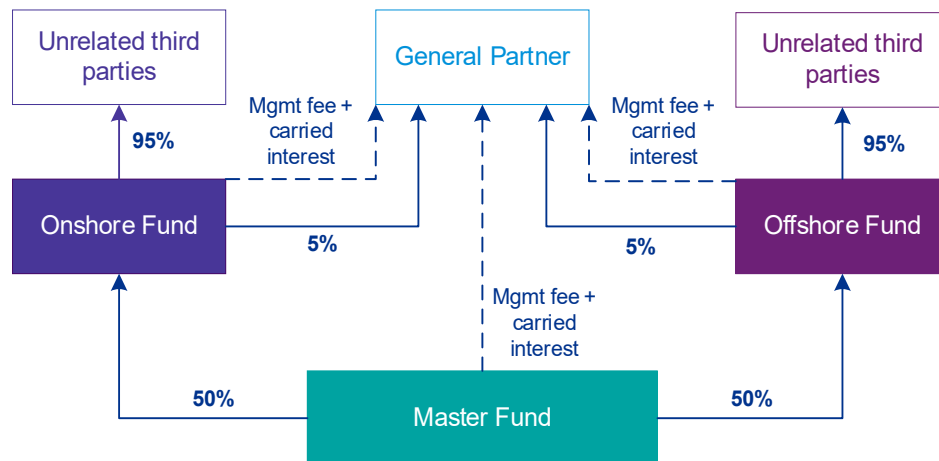 Unrelated third
parties
General Partner
Unrelated third
parties
Mgmt fee +
carried
interest
Mgmt fee +
carried
interest
95%
95%
Onshore Fund
Offshore Fund
5%
5%
Mgmt fee +
carried
interest
50%
50%
Master Fund